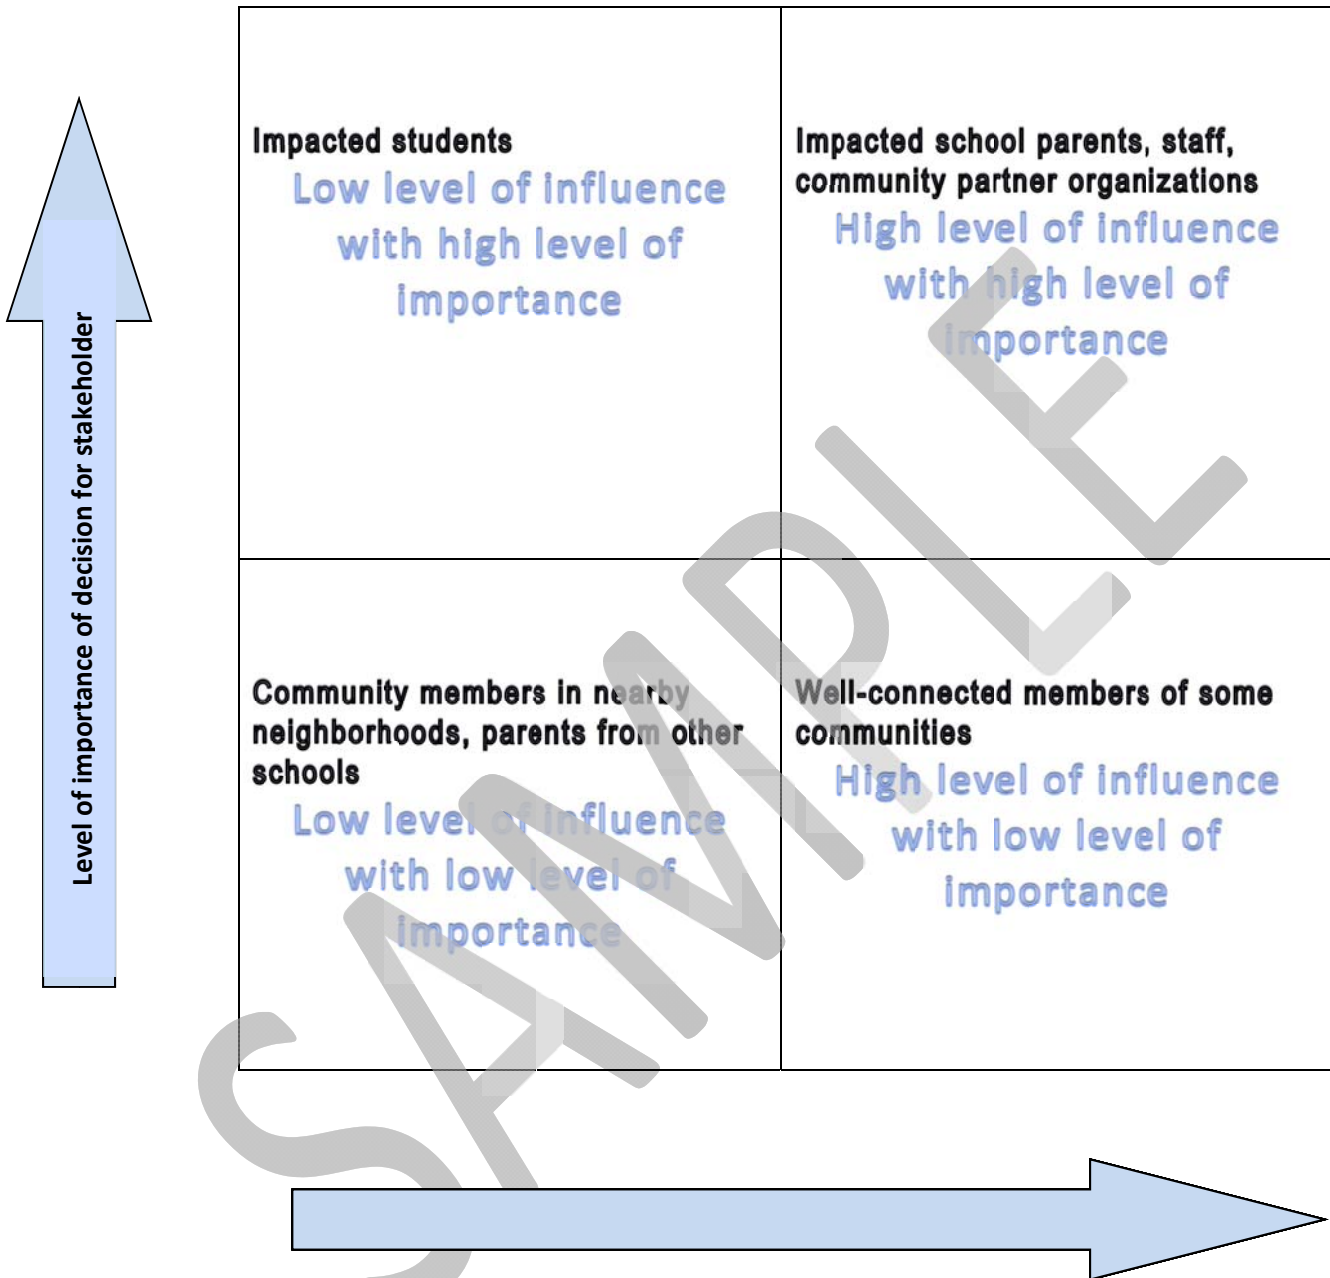 Impacted students
Low level of influence
with high level of
importance
Impacted school parents, staff,
community partner organizations
High level of influence
with high level of
importance
Level of importance of decision for stakeholder
Community members in nearby
neighborhoods, parents from other
schools
Low level of influence
with low level of
importance
Well-connected members of some
communities
High level of influence
with low level of
importance
SAMPLE